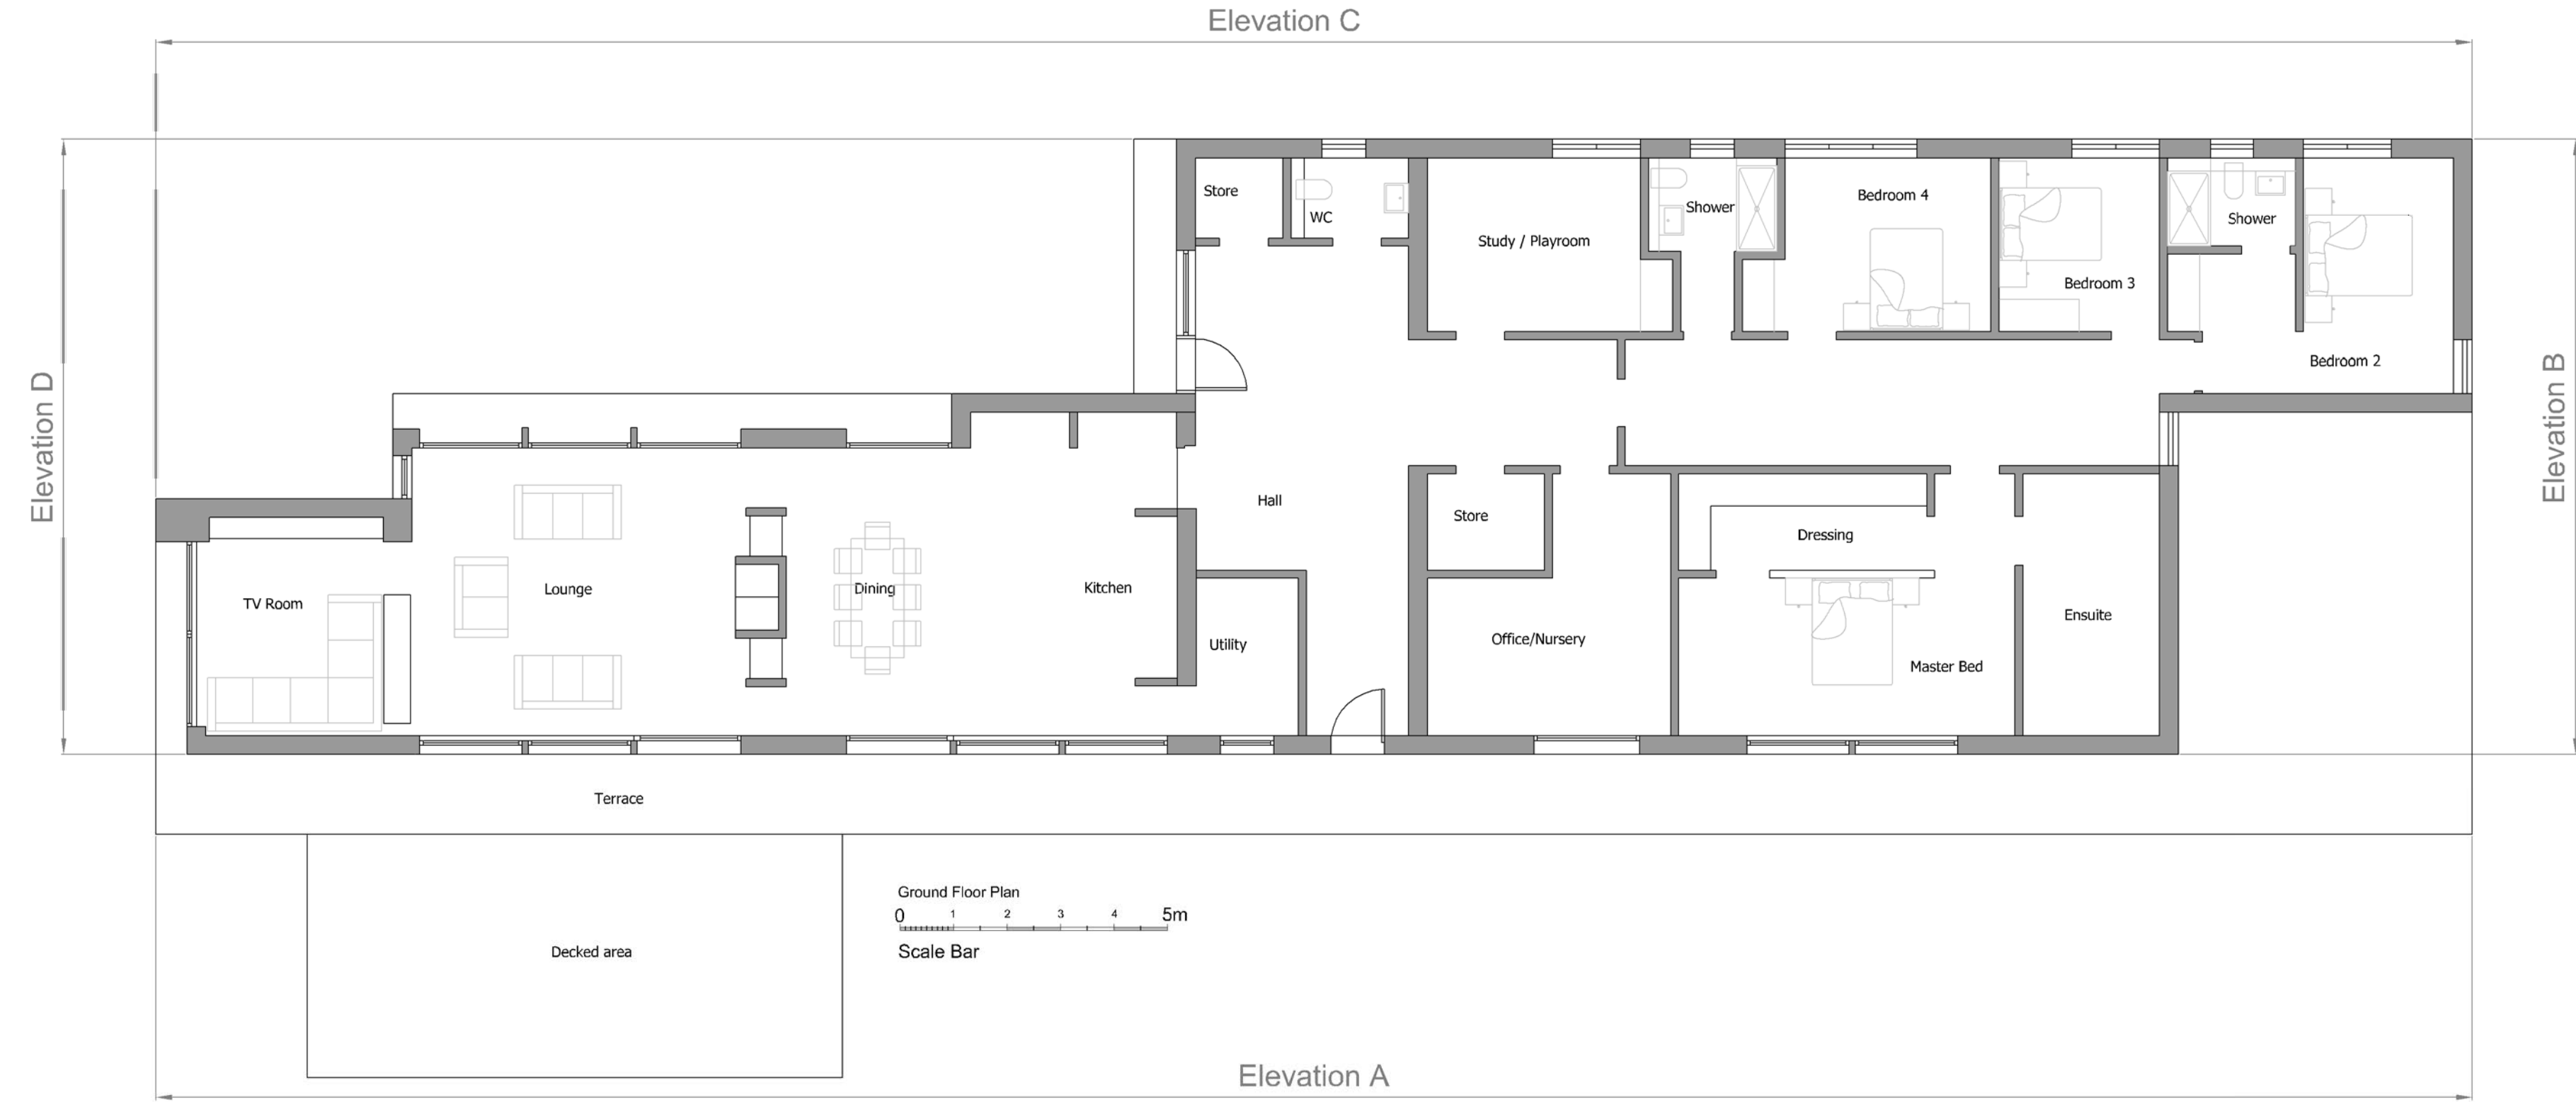 Elevation C
Store
WC
Study / Playroom
Shower
Bedroom 4
Bedroom 3
Shower
Bedroom 2
Elevation D
Elevation B
Hall
Store
Dressing
TV Room
Lounge
Dining
Kitchen
Utility
Office/Nursery
Master Bed
Ensuite
Terrace
Decked area
Ground Floor Plan
0 1 2 3 4 5m
Scale Bar
Elevation A